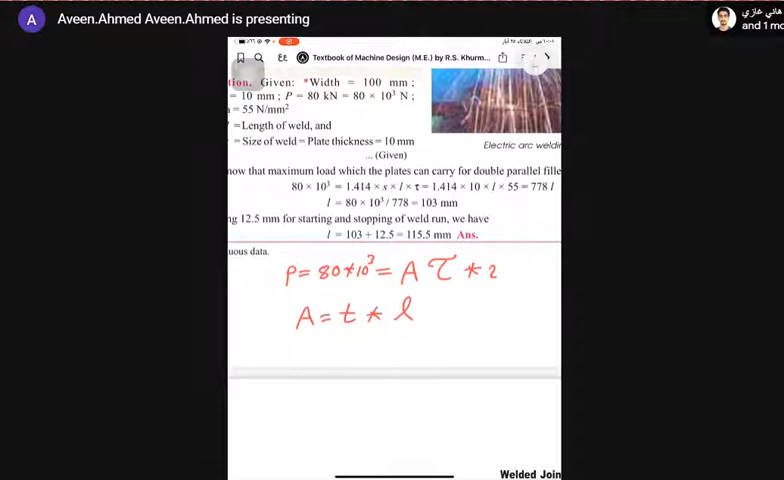 A Aveen.Ahmed Aveen.Ahmed is presenting
هاني غازي
and 1 mo
Textbook of Machine Design (M.E.) by R.S. Khurm...
tion. Given: *Width = 100 mm ;
= 10 mm ; P = 80 kN = 80 × 10³ N ;
= 55 N/mm²
= Length of weld, and
= Size of weld = Plate thickness = 10 mm
... (Given)
Electric arc weldin
now that maximum load which the plates can carry for double parallel fille
80 × 10³ = 1.414 × s × l × τ = 1.414 × 10 × l × 55 = 778 l
l = 80 × 10³ / 778 = 103 mm
ng 12.5 mm for starting and stopping of weld run, we have
l = 103 + 12.5 = 115.5 mm Ans.
uous data.
P = 80*10³ = A τ * 2
A = t * l
Welded Join